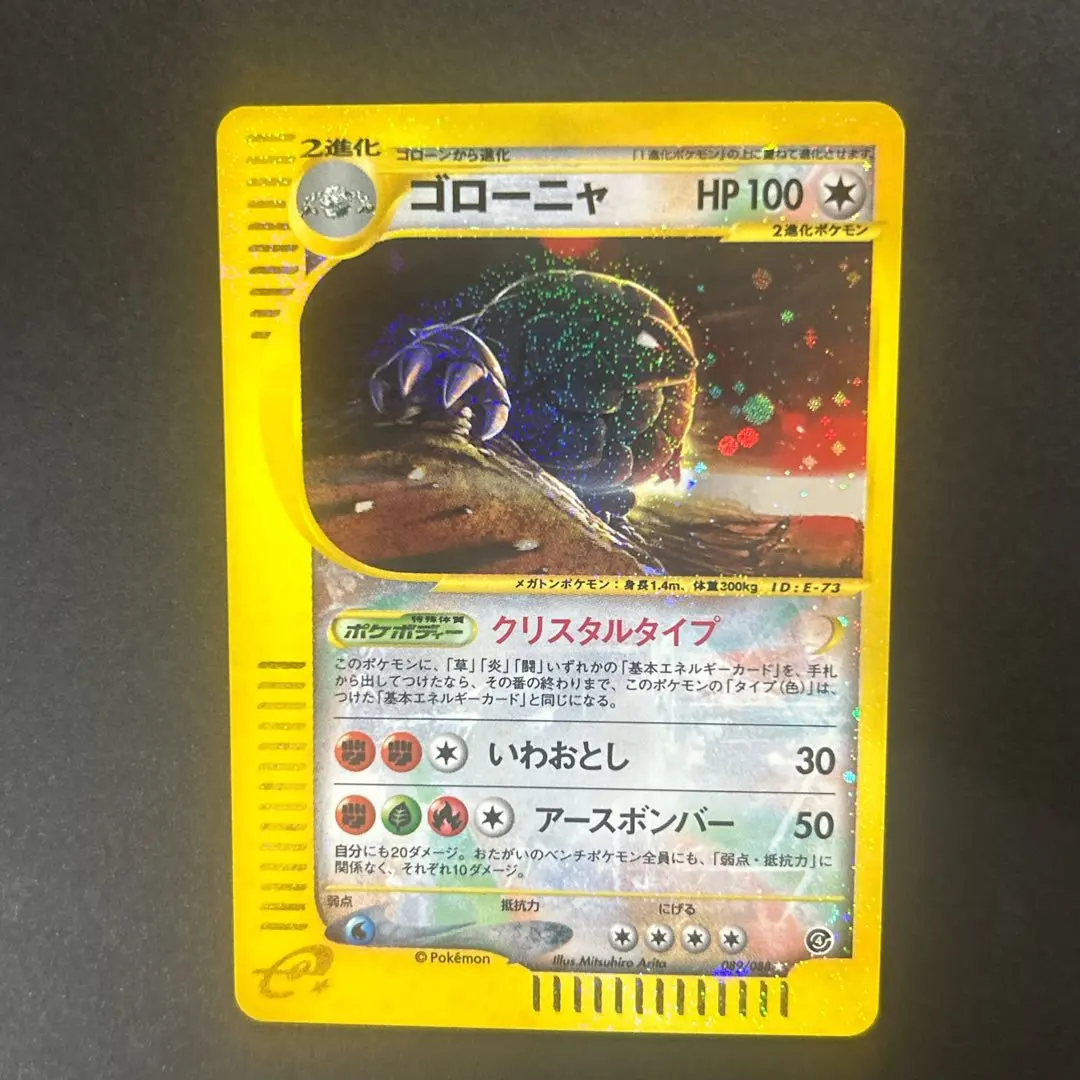 2進化
ゴローンから進化
「1進化ポケモン」の上に重ねて進化させます
ゴローニャ HP 100
2進化ポケモン
メガトンポケモン：身長1.4m、体重300kg ID:E-73
特殊体質
ポケボディー クリスタルタイプ
このポケモンに、「草」「炎」「闘」いずれかの「基本エネルギーカード」を、手札
から出してつけたなら、その番の終わりまで、このポケモンの「タイプ（色）」は、
つけた「基本エネルギーカード」と同じになる。
いわおとし 30
アースボンバー 50
自分にも20ダメージ。おたがいのベンチポケモン全員にも、「弱点・抵抗力」に
関係なく、それぞれ10ダメージ。
弱点 抵抗力 にげる
© Pokémon Illus.Mitsuhiro Arita 089/088 ★
4
e